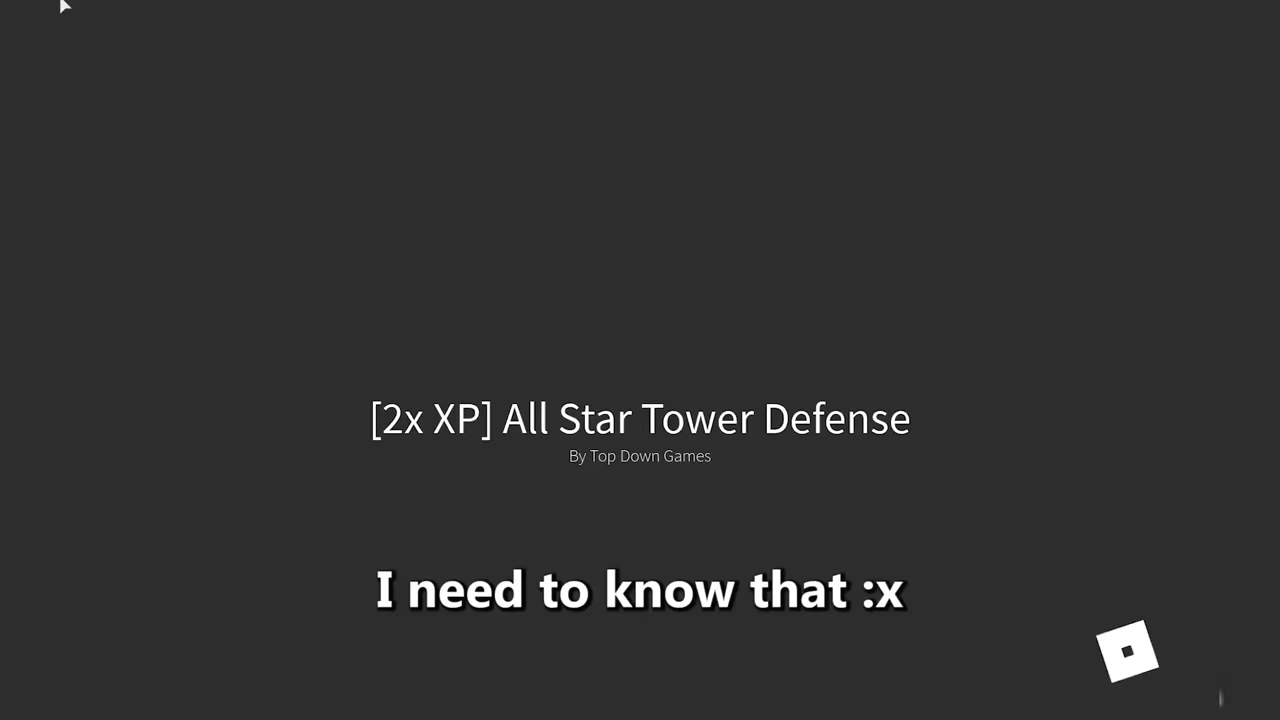 [2x XP] All Star Tower Defense
By Top Down Games
I need to know that :x